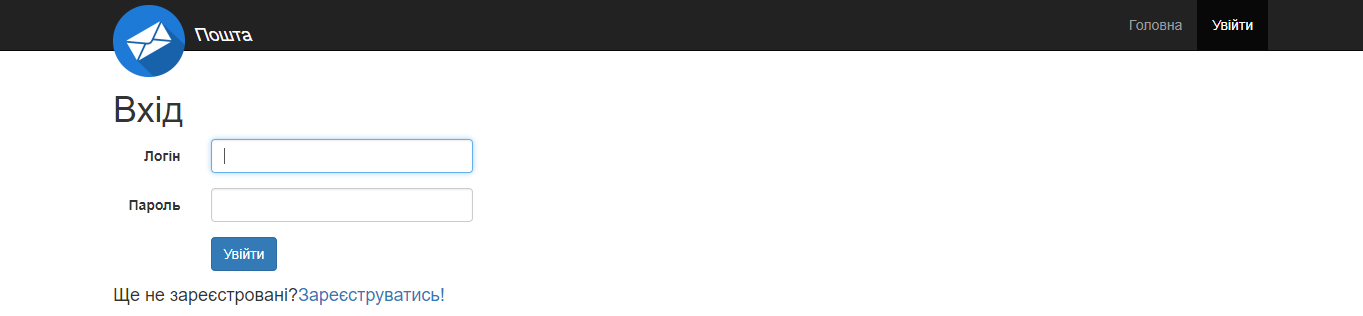 Пошта
Головна Увійти
Вхід
Логін
Пароль
Увійти
Ще не зареєстровані?Зареєструватись!